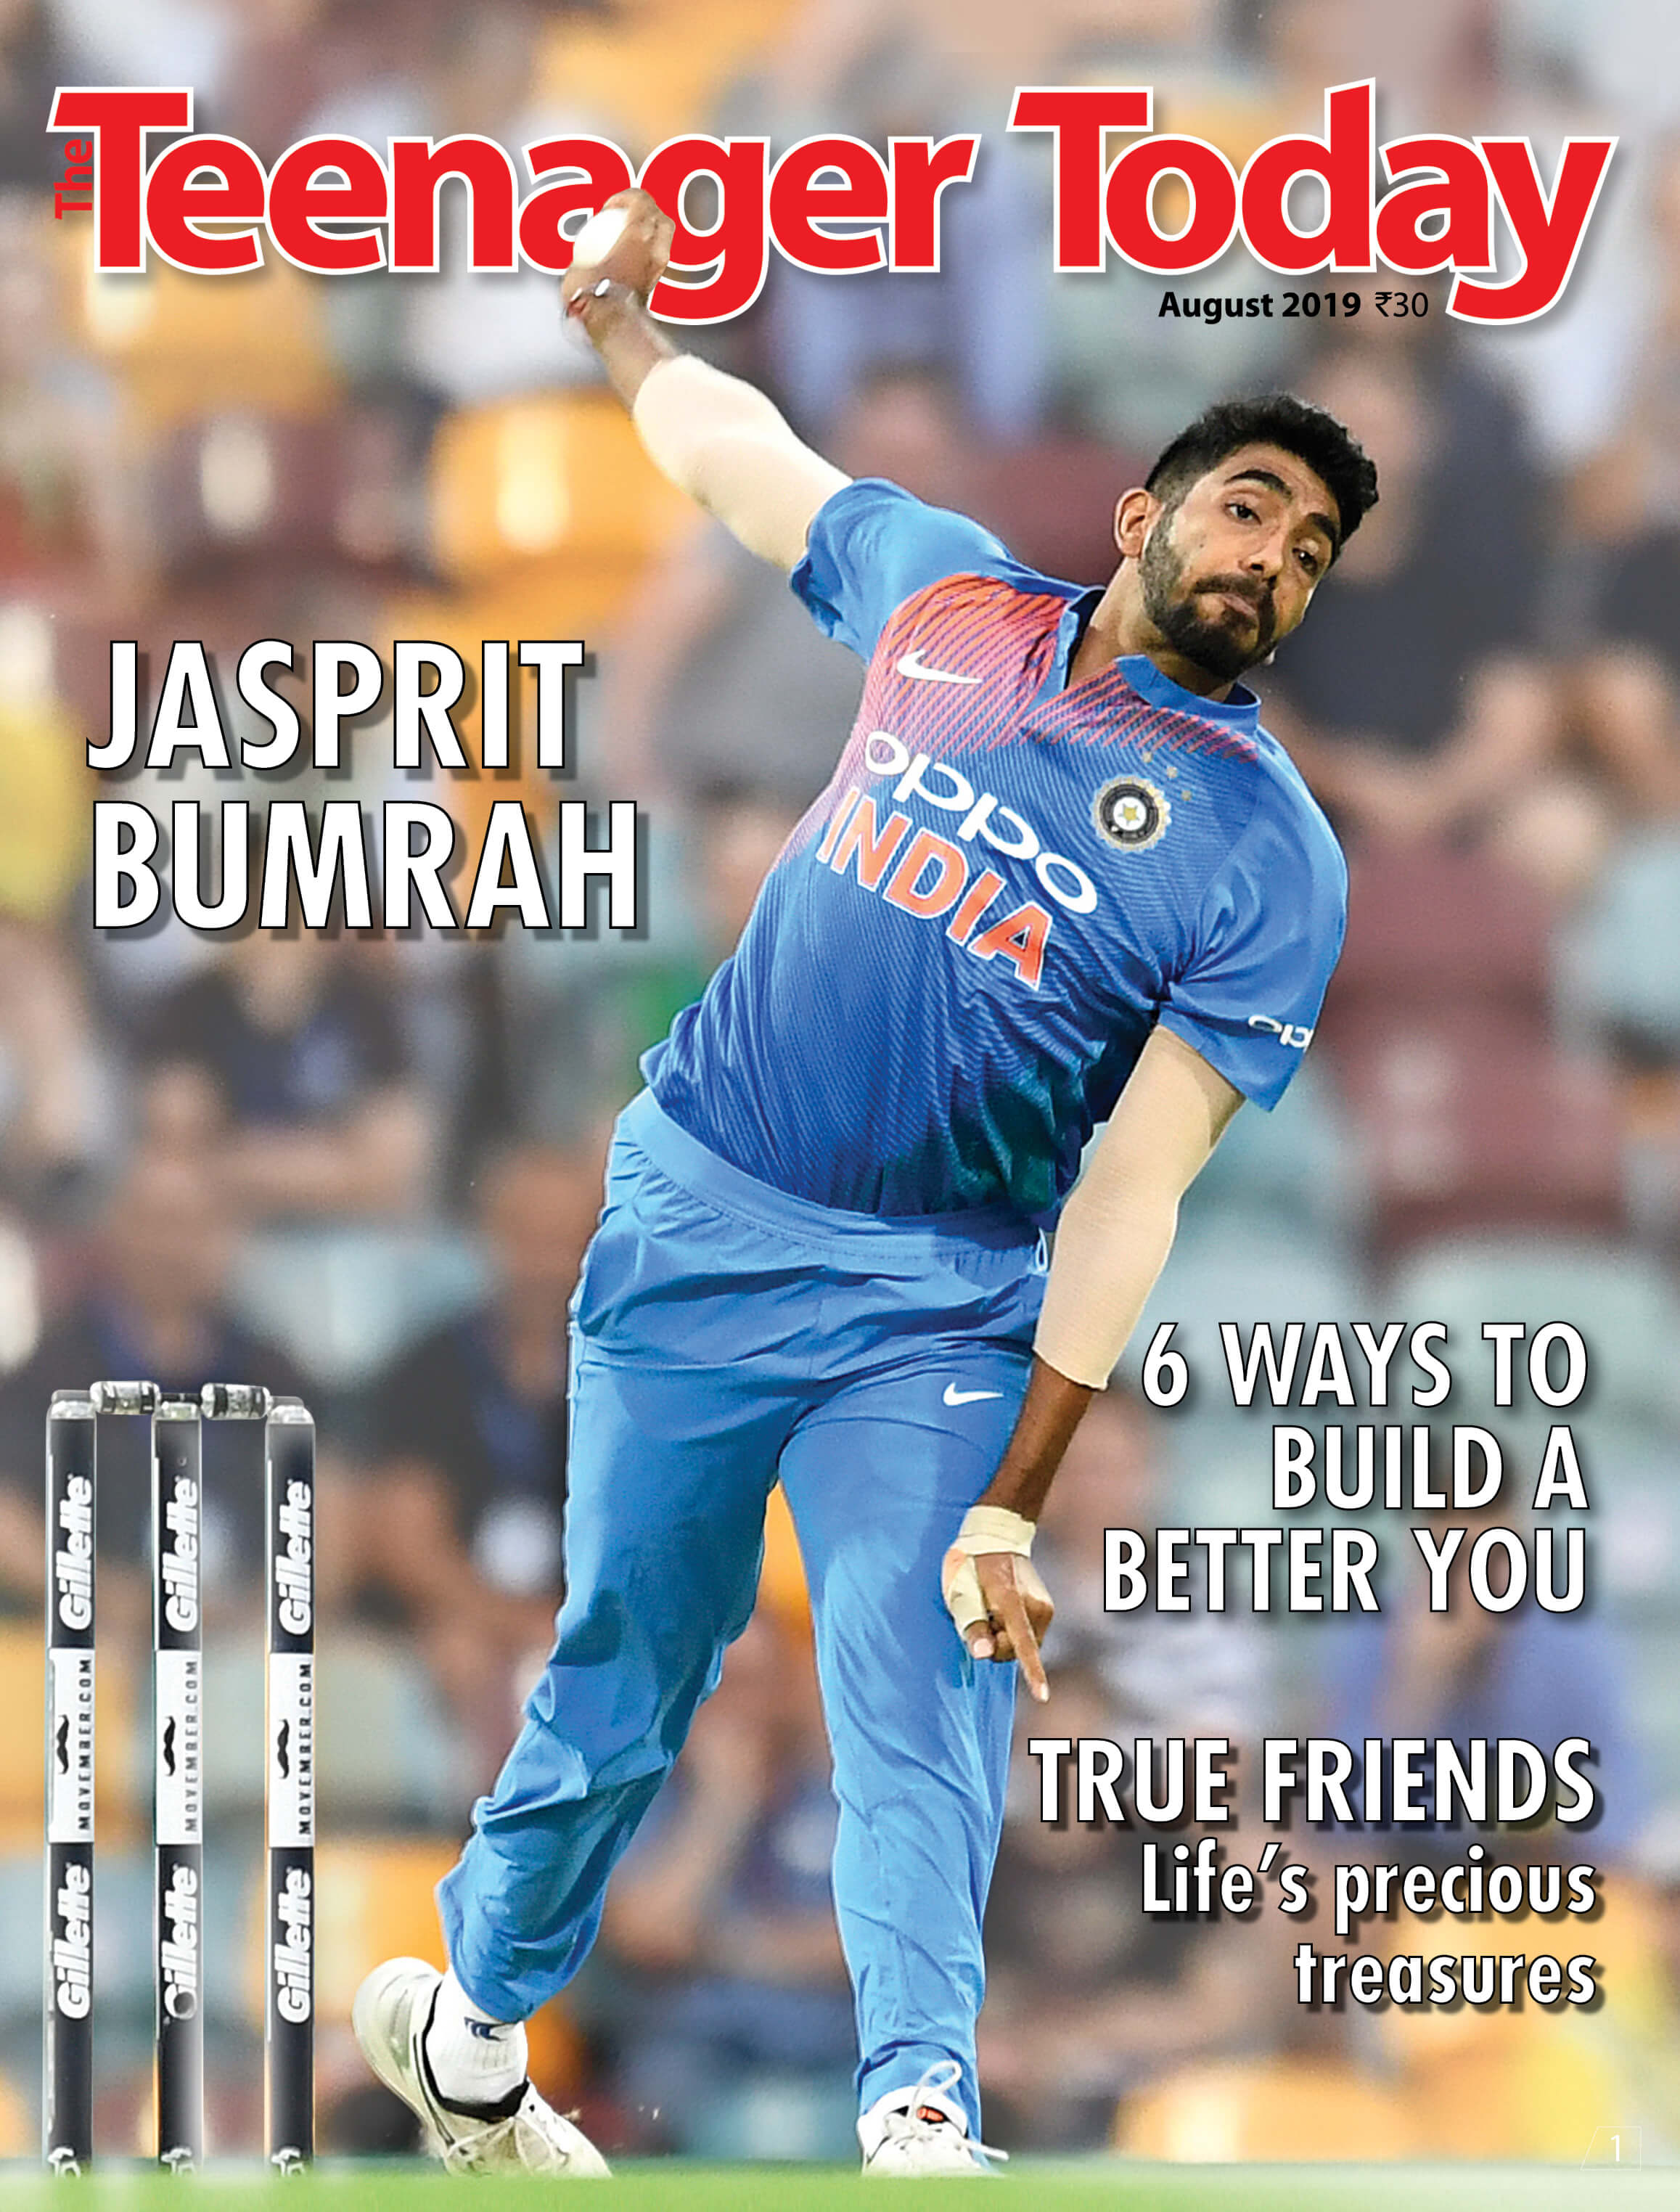 The
Teenager Today
August 2019 ₹30
JASPRIT
BUMRAH
oppo
INDIA
opp
6 WAYS TO
BUILD A
BETTER YOU
TRUE FRIENDS
Life's precious
treasures
Gillette
MOVEMBER.COM
Gillette
Gillette
MOVEMBER.COM
Gillette
Gillette
MOVEMBER.COM
Gillette
1